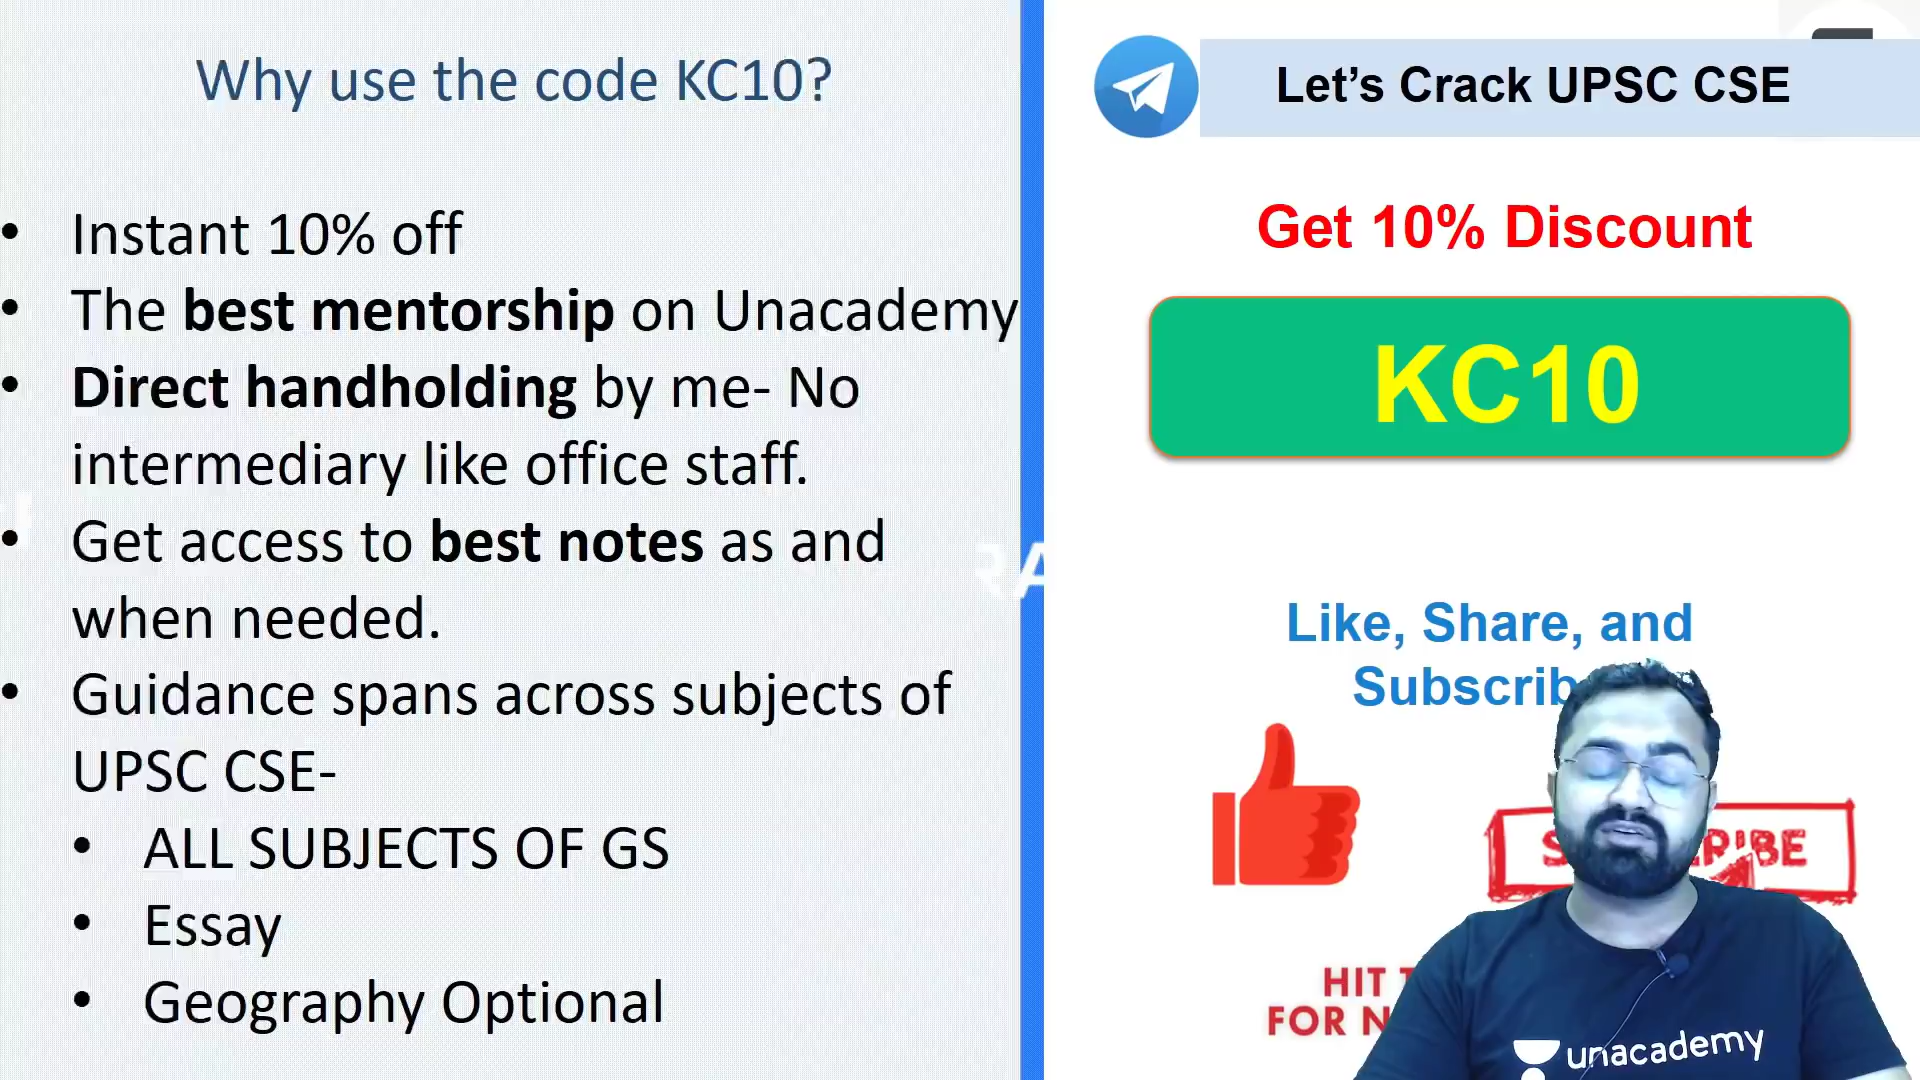 Why use the code KC10?
• Instant 10% off
• The best mentorship on Unacademy
• Direct handholding by me- No
intermediary like office staff.
• Get access to best notes as and
when needed.
• Guidance spans across subjects of
UPSC CSE-
• ALL SUBJECTS OF GS
• Essay
• Geography Optional
Let’s Crack UPSC CSE
Get 10% Discount
KC10
Like, Share, and
HIT
FOR
unacademy